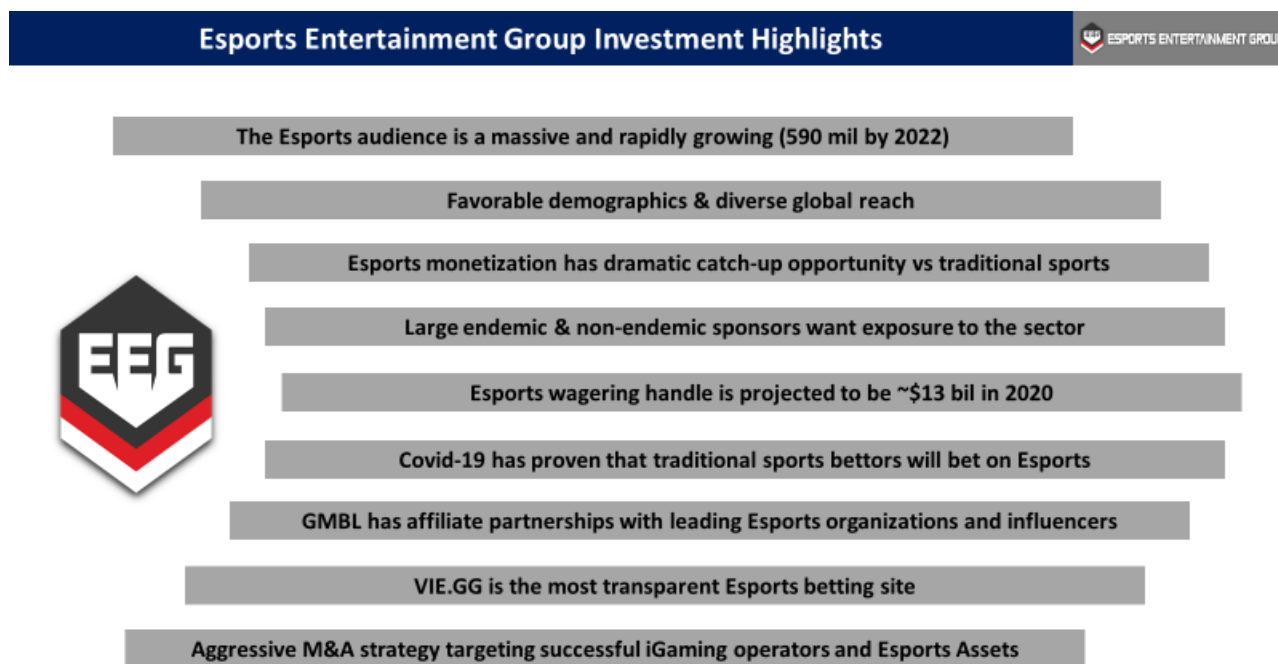 Esports Entertainment Group Investment Highlights
ESPORTS ENTERTAINMENT GROU
The Esports audience is a massive and rapidly growing (590 mil by 2022)
Favorable demographics & diverse global reach
Esports monetization has dramatic catch-up opportunity vs traditional sports
Large endemic & non-endemic sponsors want exposure to the sector
EEG
Esports wagering handle is projected to be ~$13 bil in 2020
Covid-19 has proven that traditional sports bettors will bet on Esports
GMBL has affiliate partnerships with leading Esports organizations and influencers
VIE.GG is the most transparent Esports betting site
Aggressive M&A strategy targeting successful iGaming operators and Esports Assets